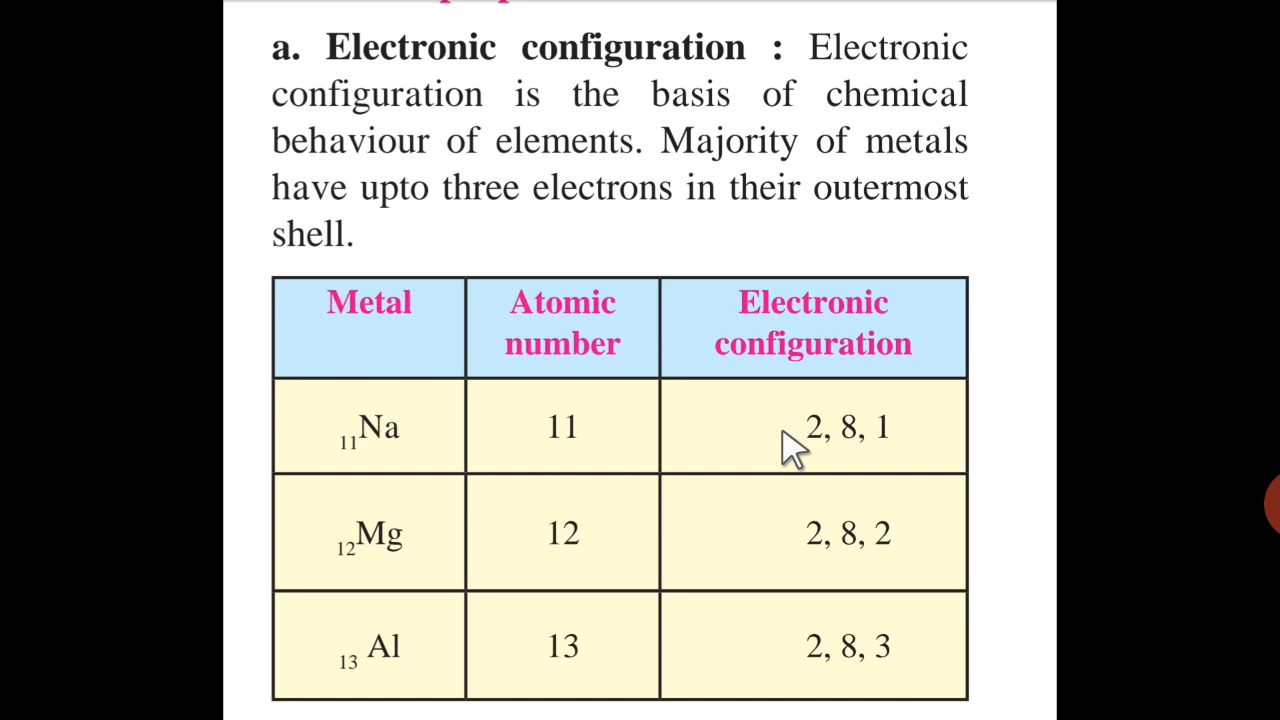 a. Electronic configuration : Electronic
configuration is the basis of chemical
behaviour of elements. Majority of metals
have upto three electrons in their outermost
shell.
Metal Atomic number Electronic configuration
11Na 11 2, 8, 1
12Mg 12 2, 8, 2
13 Al 13 2, 8, 3